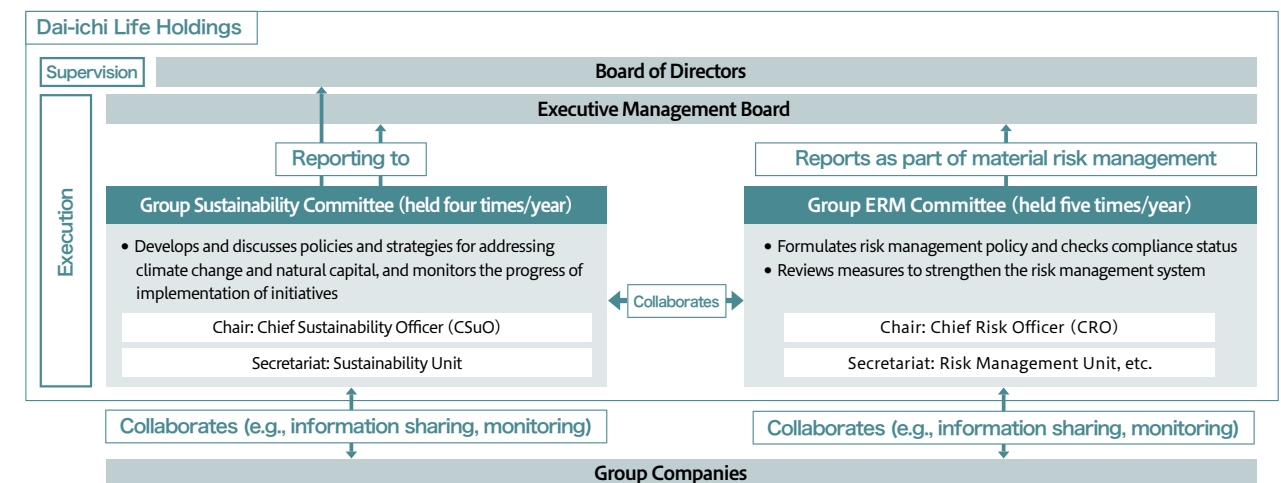 Dai-ichi Life Holdings
Supervision
Board of Directors
Execution
Executive Management Board
Reporting to
Reports as part of material risk management
Group Sustainability Committee (held four times/year)
• Develops and discusses policies and strategies for addressing
climate change and natural capital, and monitors the progress of
implementation of initiatives
Chair: Chief Sustainability Officer (CSuO)
Secretariat: Sustainability Unit
Collaborates
Group ERM Committee (held five times/year)
• Formulates risk management policy and checks compliance status
• Reviews measures to strengthen the risk management system
Chair: Chief Risk Officer (CRO)
Secretariat: Risk Management Unit, etc.
Collaborates (e.g., information sharing, monitoring)
Collaborates (e.g., information sharing, monitoring)
Group Companies